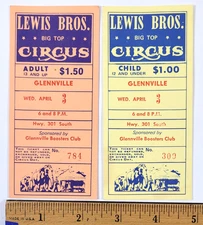 LEWIS BROS.
BIG TOP
CIRCUS
ADULT
12 AND UP
$1.50
GLENNVILLE
WED. APRIL
6 and 8 P.M.
Hwy. 301 South
Sponsored by
Glennville Boosters Club
No.
784
LEWIS BROS.
BIG TOP
CIRCUS
CHILD
12 AND UNDER
$1.00
GLENNVILLE
WED. APRIL
6 and 8 P.M.
Hwy. 301 South
Sponsored by
Glennville Boosters Club
No.
309
1
2
3
4
5